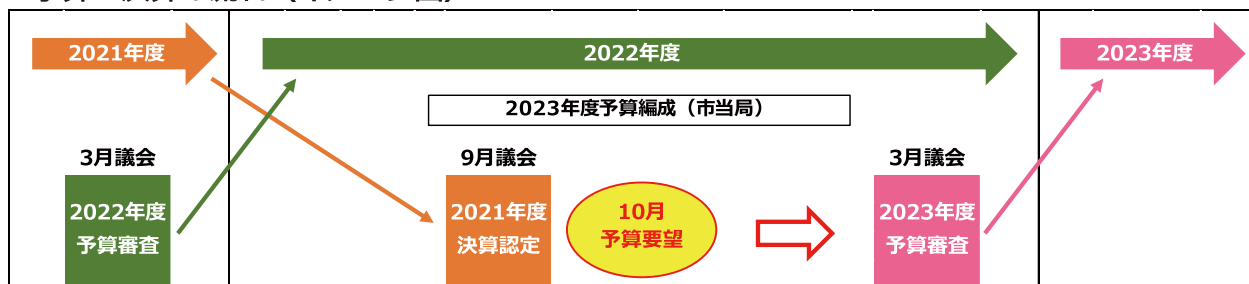 2021年度
2022年度
2023年度
2023年度予算編成（市当局）
3月議会
2022年度
予算審査
9月議会
2021年度
決算認定
10月
予算要望
3月議会
2023年度
予算審査